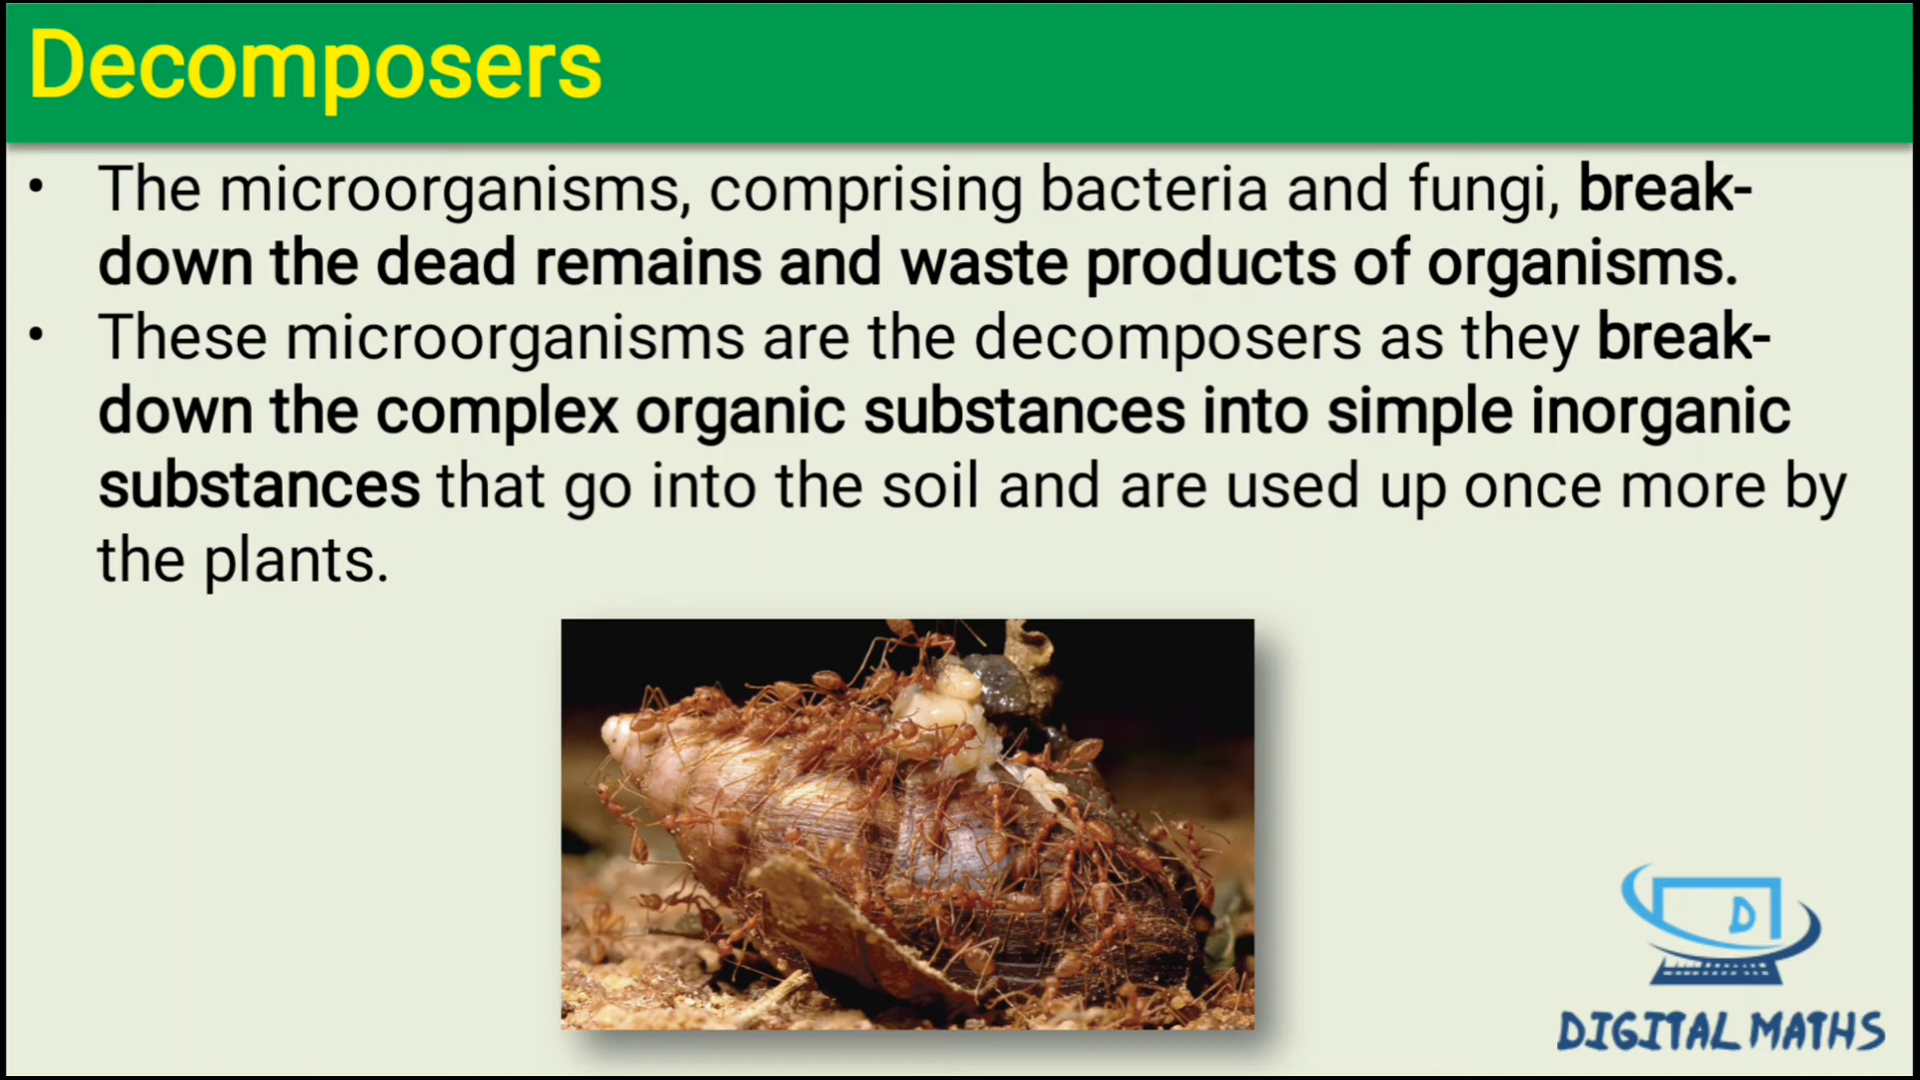 Decomposers
• The microorganisms, comprising bacteria and fungi, break-
down the dead remains and waste products of organisms.
• These microorganisms are the decomposers as they break-
down the complex organic substances into simple inorganic
substances that go into the soil and are used up once more by
the plants.
D
DIGITAL MATHS